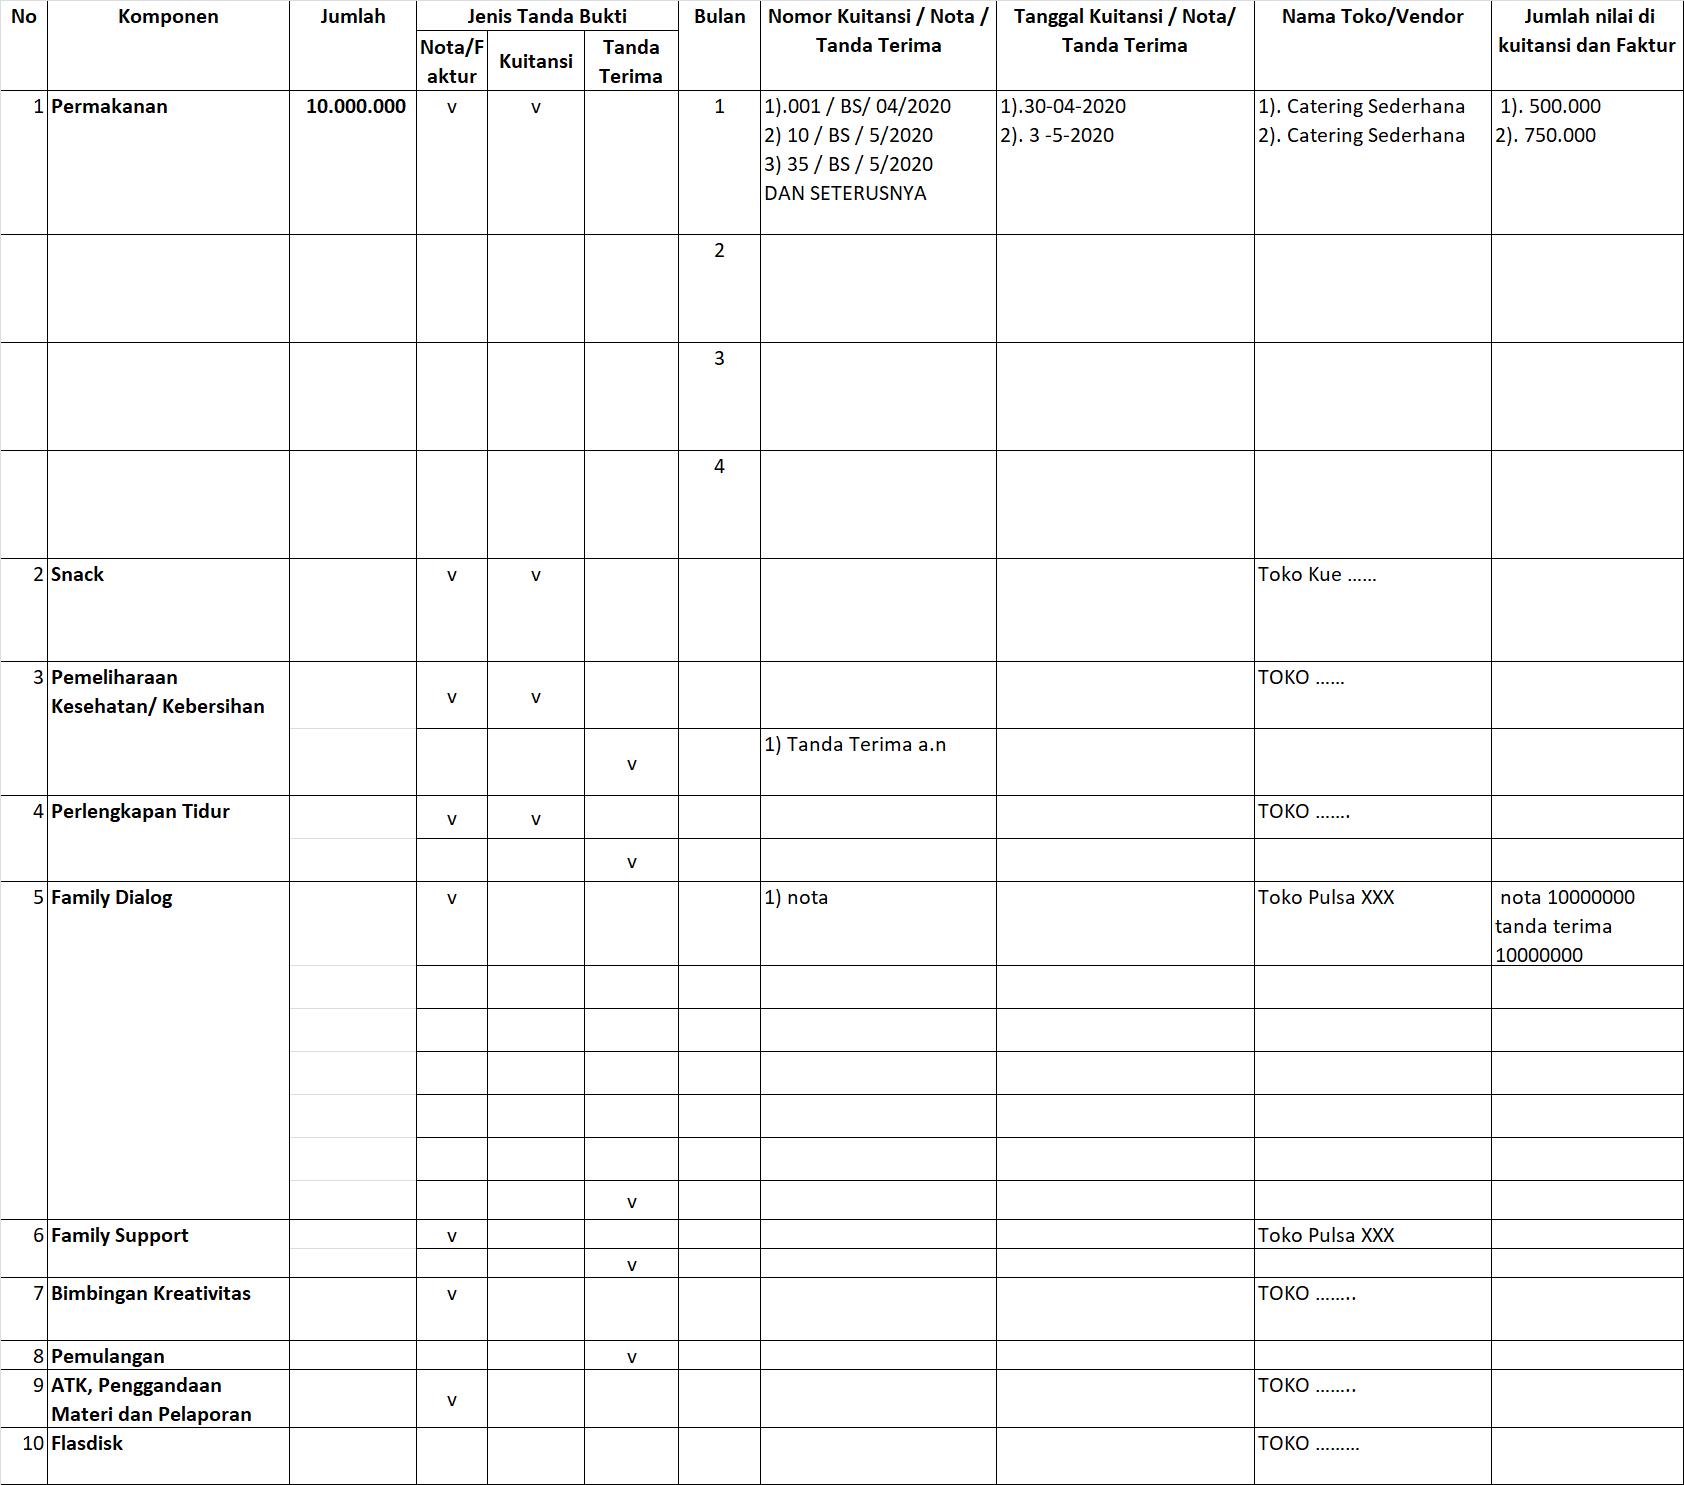 No Komponen Jumlah Jenis Tanda Bukti Bulan Nomor Kuitansi / Nota / Tanda Terima Tanggal Kuitansi / Nota/ Tanda Terima Nama Toko/Vendor Jumlah nilai di kuitansi dan Faktur
Nota/Faktur Kuitansi Tanda Terima
1 Permakanan 10.000.000 v v 1 1).001 / BS/ 04/2020 1).30-04-2020 1). Catering Sederhana 1). 500.000
2) 10 / BS / 5/2020 2). 3 -5-2020 2). Catering Sederhana 2). 750.000
3) 35 / BS / 5/2020
DAN SETERUSNYA
2
3
4
2 Snack v v Toko Kue ......
3 Pemeliharaan Kesehatan/ Kebersihan v v TOKO ......
v 1) Tanda Terima a.n
4 Perlengkapan Tidur v v TOKO .......
v
5 Family Dialog v 1) nota Toko Pulsa XXX nota 10000000
tanda terima
10000000
v
6 Family Support v Toko Pulsa XXX
v
7 Bimbingan Kreativitas v TOKO ........
8 Pemulangan v
9 ATK, Penggandaan Materi dan Pelaporan v TOKO ........
10 Flasdisk TOKO .........